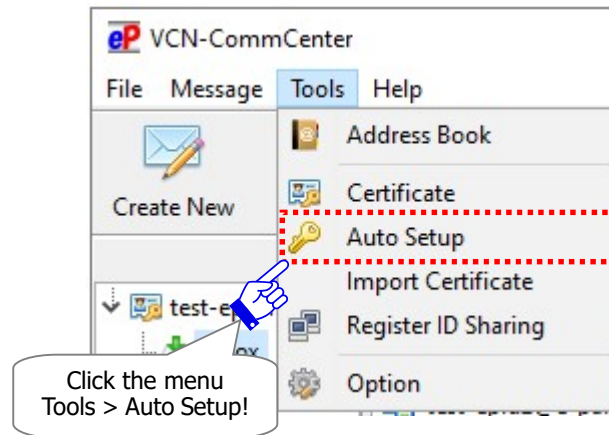 eP VCN-CommCenter
File Message Tools Help
Address Book
Create New
Certificate
Auto Setup
Import Certificate
Register ID Sharing
Option
Click the menu
Tools > Auto Setup!